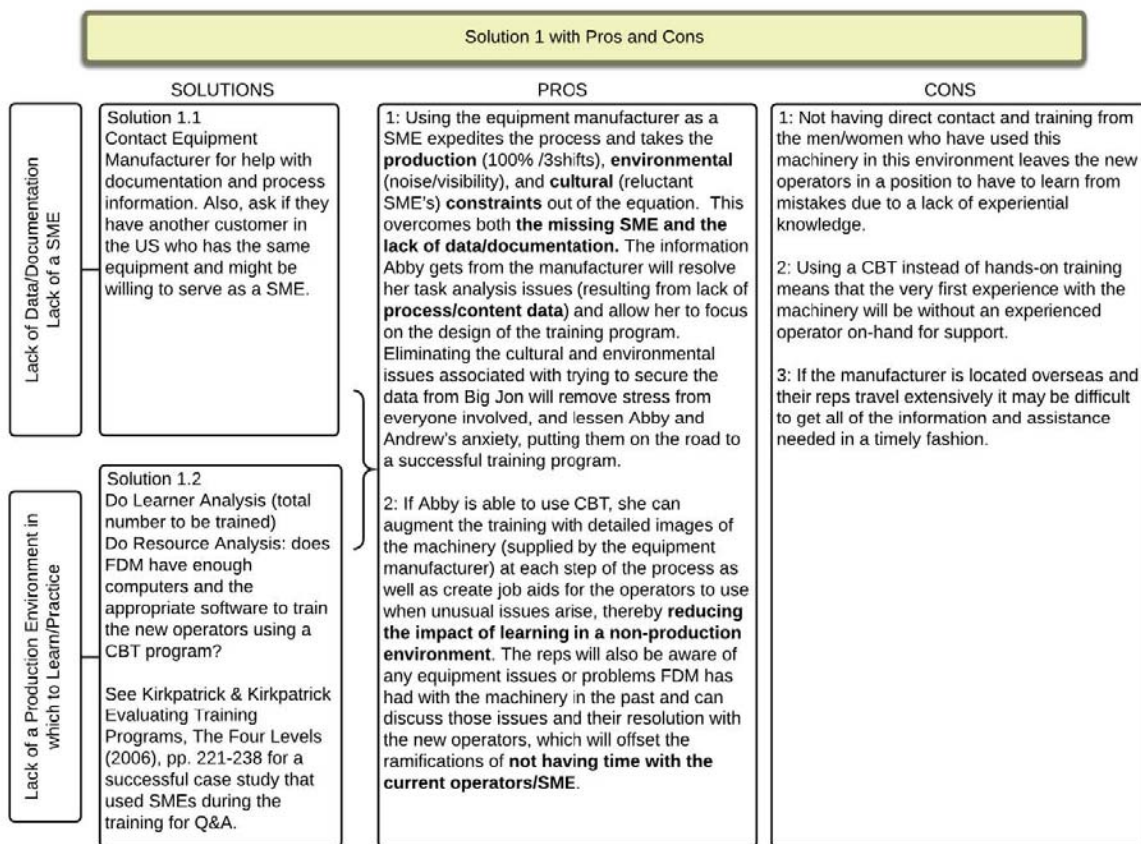 Solution 1 with Pros and Cons
SOLUTIONS
PROS
CONS
Lack of Data/Documentation
Lack of a SME
Solution 1.1
Contact Equipment
Manufacturer for help with
documentation and process
information. Also, ask if they
have another customer in
the US who has the same
equipment and might be
willing to serve as a SME.
Lack of a Production Environment in
which to Learn/Practice
Solution 1.2
Do Learner Analysis (total
number to be trained)
Do Resource Analysis: does
FDM have enough
computers and the
appropriate software to train
the new operators using a
CBT program?
See Kirkpatrick & Kirkpatrick
Evaluating Training
Programs, The Four Levels
(2006), pp. 221-238 for a
successful case study that
used SMEs during the
training for Q&A.
1: Using the equipment manufacturer as a
SME expedites the process and takes the
production (100% /3shifts), environmental
(noise/visibility), and cultural (reluctant
SME's) constraints out of the equation. This
overcomes both the missing SME and the
lack of data/documentation. The information
Abby gets from the manufacturer will resolve
her task analysis issues (resulting from lack of
process/content data) and allow her to focus
on the design of the training program.
Eliminating the cultural and environmental
issues associated with trying to secure the
data from Big Jon will remove stress from
everyone involved, and lessen Abby and
Andrew's anxiety, putting them on the road to
a successful training program.
2: If Abby is able to use CBT, she can
augment the training with detailed images of
the machinery (supplied by the equipment
manufacturer) at each step of the process as
well as create job aids for the operators to use
when unusual issues arise, thereby reducing
the impact of learning in a non-production
environment. The reps will also be aware of
any equipment issues or problems FDM has
had with the machinery in the past and can
discuss those issues and their resolution with
the new operators, which will offset the
ramifications of not having time with the
current operators/SME.
1: Not having direct contact and training from
the men/women who have used this
machinery in this environment leaves the new
operators in a position to have to learn from
mistakes due to a lack of experiential
knowledge.
2: Using a CBT instead of hands-on training
means that the very first experience with the
machinery will be without an experienced
operator on-hand for support.
3: If the manufacturer is located overseas and
their reps travel extensively it may be difficult
to get all of the information and assistance
needed in a timely fashion.